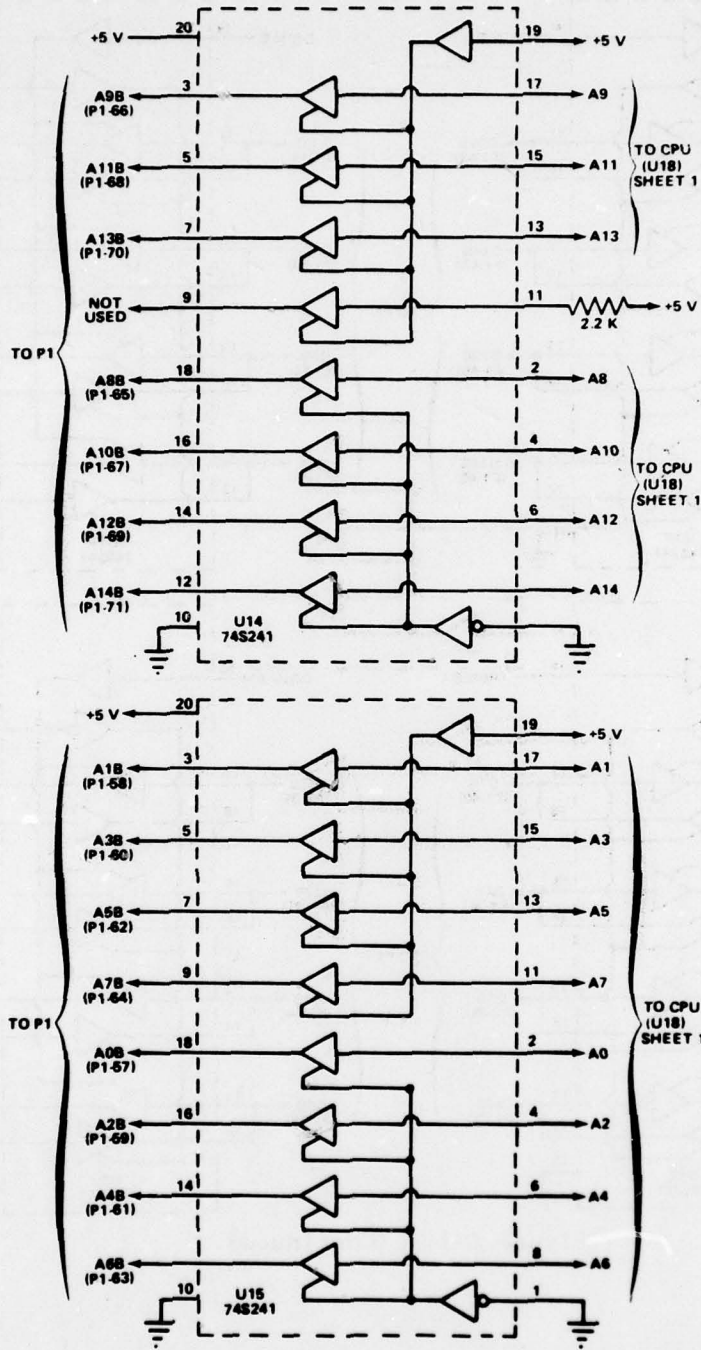 +5 V 20 19 +5 V
A9B 3 17 A9
(P1-66)
A11B 5 15 A11
(P1-68)
TO CPU
(U18)
SHEET 1
A13B 7 13 A13
(P1-70)
NOT
USED 9 11 +5 V
2.2 K
TO P1
A8B 18 2 A8
(P1-65)
A10B 16 4 A10
(P1-67)
TO CPU
(U18)
SHEET 1
A12B 14 6 A12
(P1-69)
A14B 12 A14
(P1-71)
10
U14
74S241
+5 V 20 19 +5 V
A1B 3 17 A1
(P1-58)
A3B 5 15 A3
(P1-60)
A5B 7 13 A5
(P1-62)
A7B 9 11 A7
(P1-64)
TO P1
TO CPU
(U18)
SHEET 1
A0B 18 2 A0
(P1-57)
A2B 16 4 A2
(P1-59)
A4B 14 6 A4
(P1-61)
A6B 8 A6
(P1-63)
10 1
U15
74S241